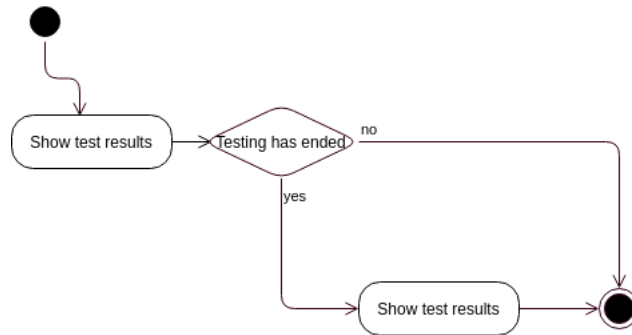 Show test results
Testing has ended
no
yes
Show test results